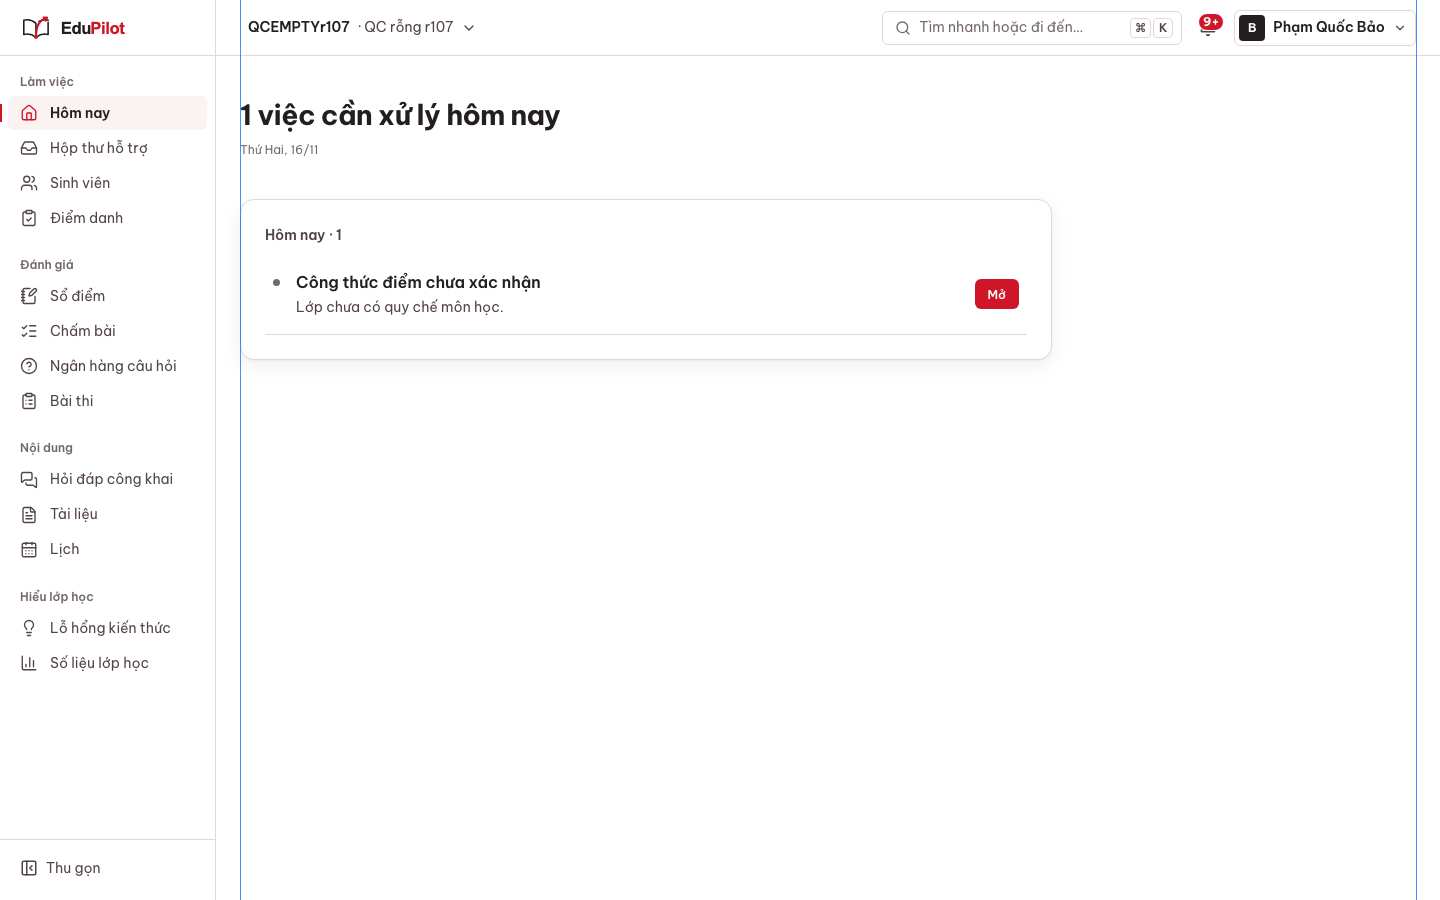 EduPilot
QCEMPTYr107 · QC rỗng r107
Tìm nhanh hoặc đi đến...
⌘ K
9+
B
Phạm Quốc Bảo
Làm việc
Hôm nay
Hộp thư hỗ trợ
Sinh viên
Điểm danh
Đánh giá
Sổ điểm
Chấm bài
Ngân hàng câu hỏi
Bài thi
Nội dung
Hỏi đáp công khai
Tài liệu
Lịch
Hiểu lớp học
Lỗ hổng kiến thức
Số liệu lớp học
Thu gọn
1 việc cần xử lý hôm nay
Thứ Hai, 16/11
Hôm nay · 1
Công thức điểm chưa xác nhận
Lớp chưa có quy chế môn học.
Mở